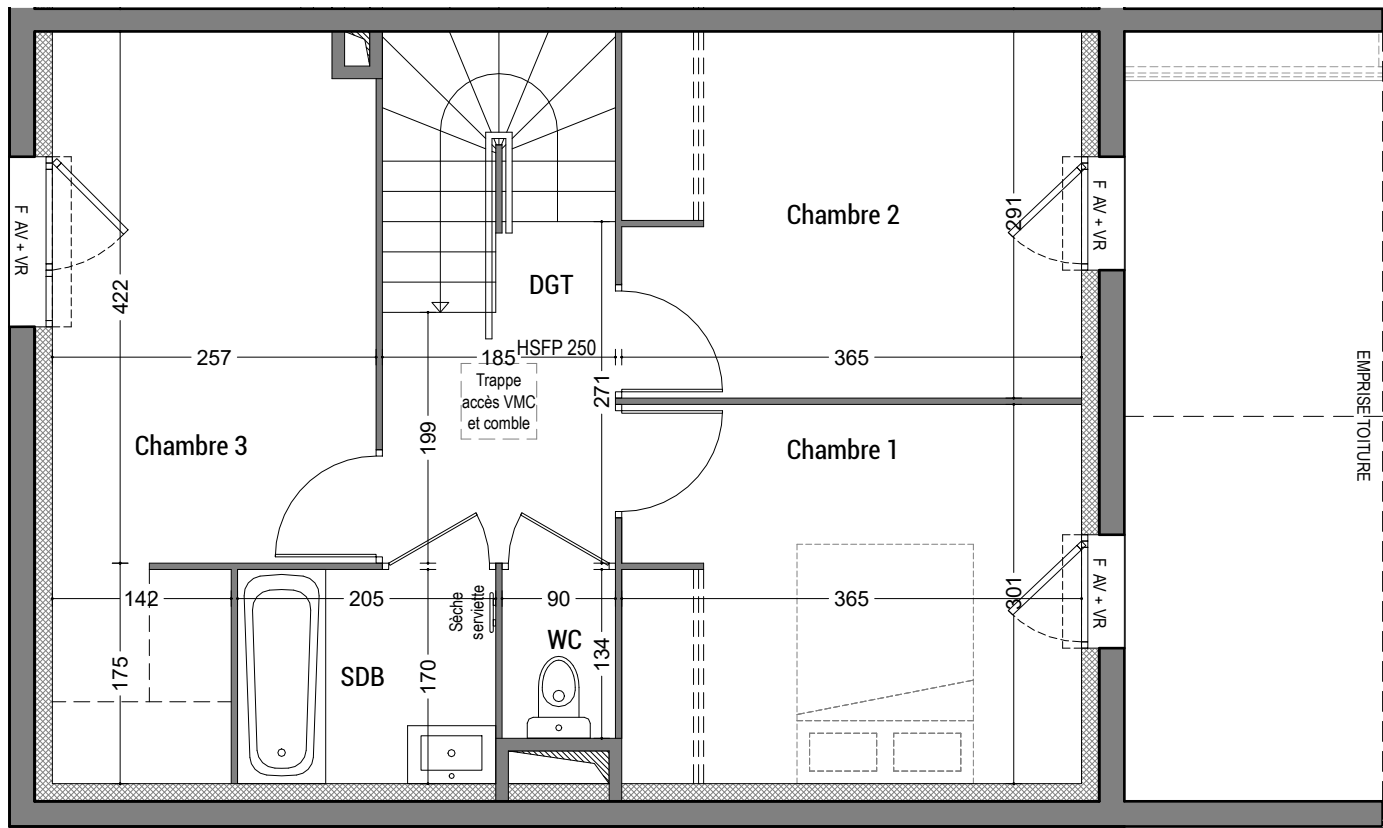 Chambre 2
F AV + VR
F AV + VR
291
422
DGT
HSFP 250
257
185
365
271
EMPRISE TOITURE
Trappe
accès VMC
et comble
199
Chambre 3
Chambre 1
142
205
90
365
301
F AV + VR
Sèche
serviette
WC
134
175
SDB
170